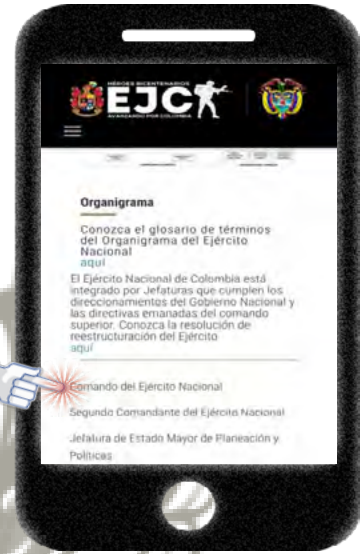 HÉROES BICENTENARIOS
EJC
AVANZANDO POR COLOMBIA
Organigrama
Conozca el glosario de términos
del Organigrama del Ejército
Nacional
aquí
El Ejército Nacional de Colombia está
integrado por Jefaturas que cumplen los
direccionamientos del Gobierno Nacional y
las directivas emanadas del comando
superior. Conozca la resolución de
reestructuración del Ejército
aquí
Comando del Ejército Nacional
Segundo Comandante del Ejército Nacional
Jefatura de Estado Mayor de Planeación y
Políticas